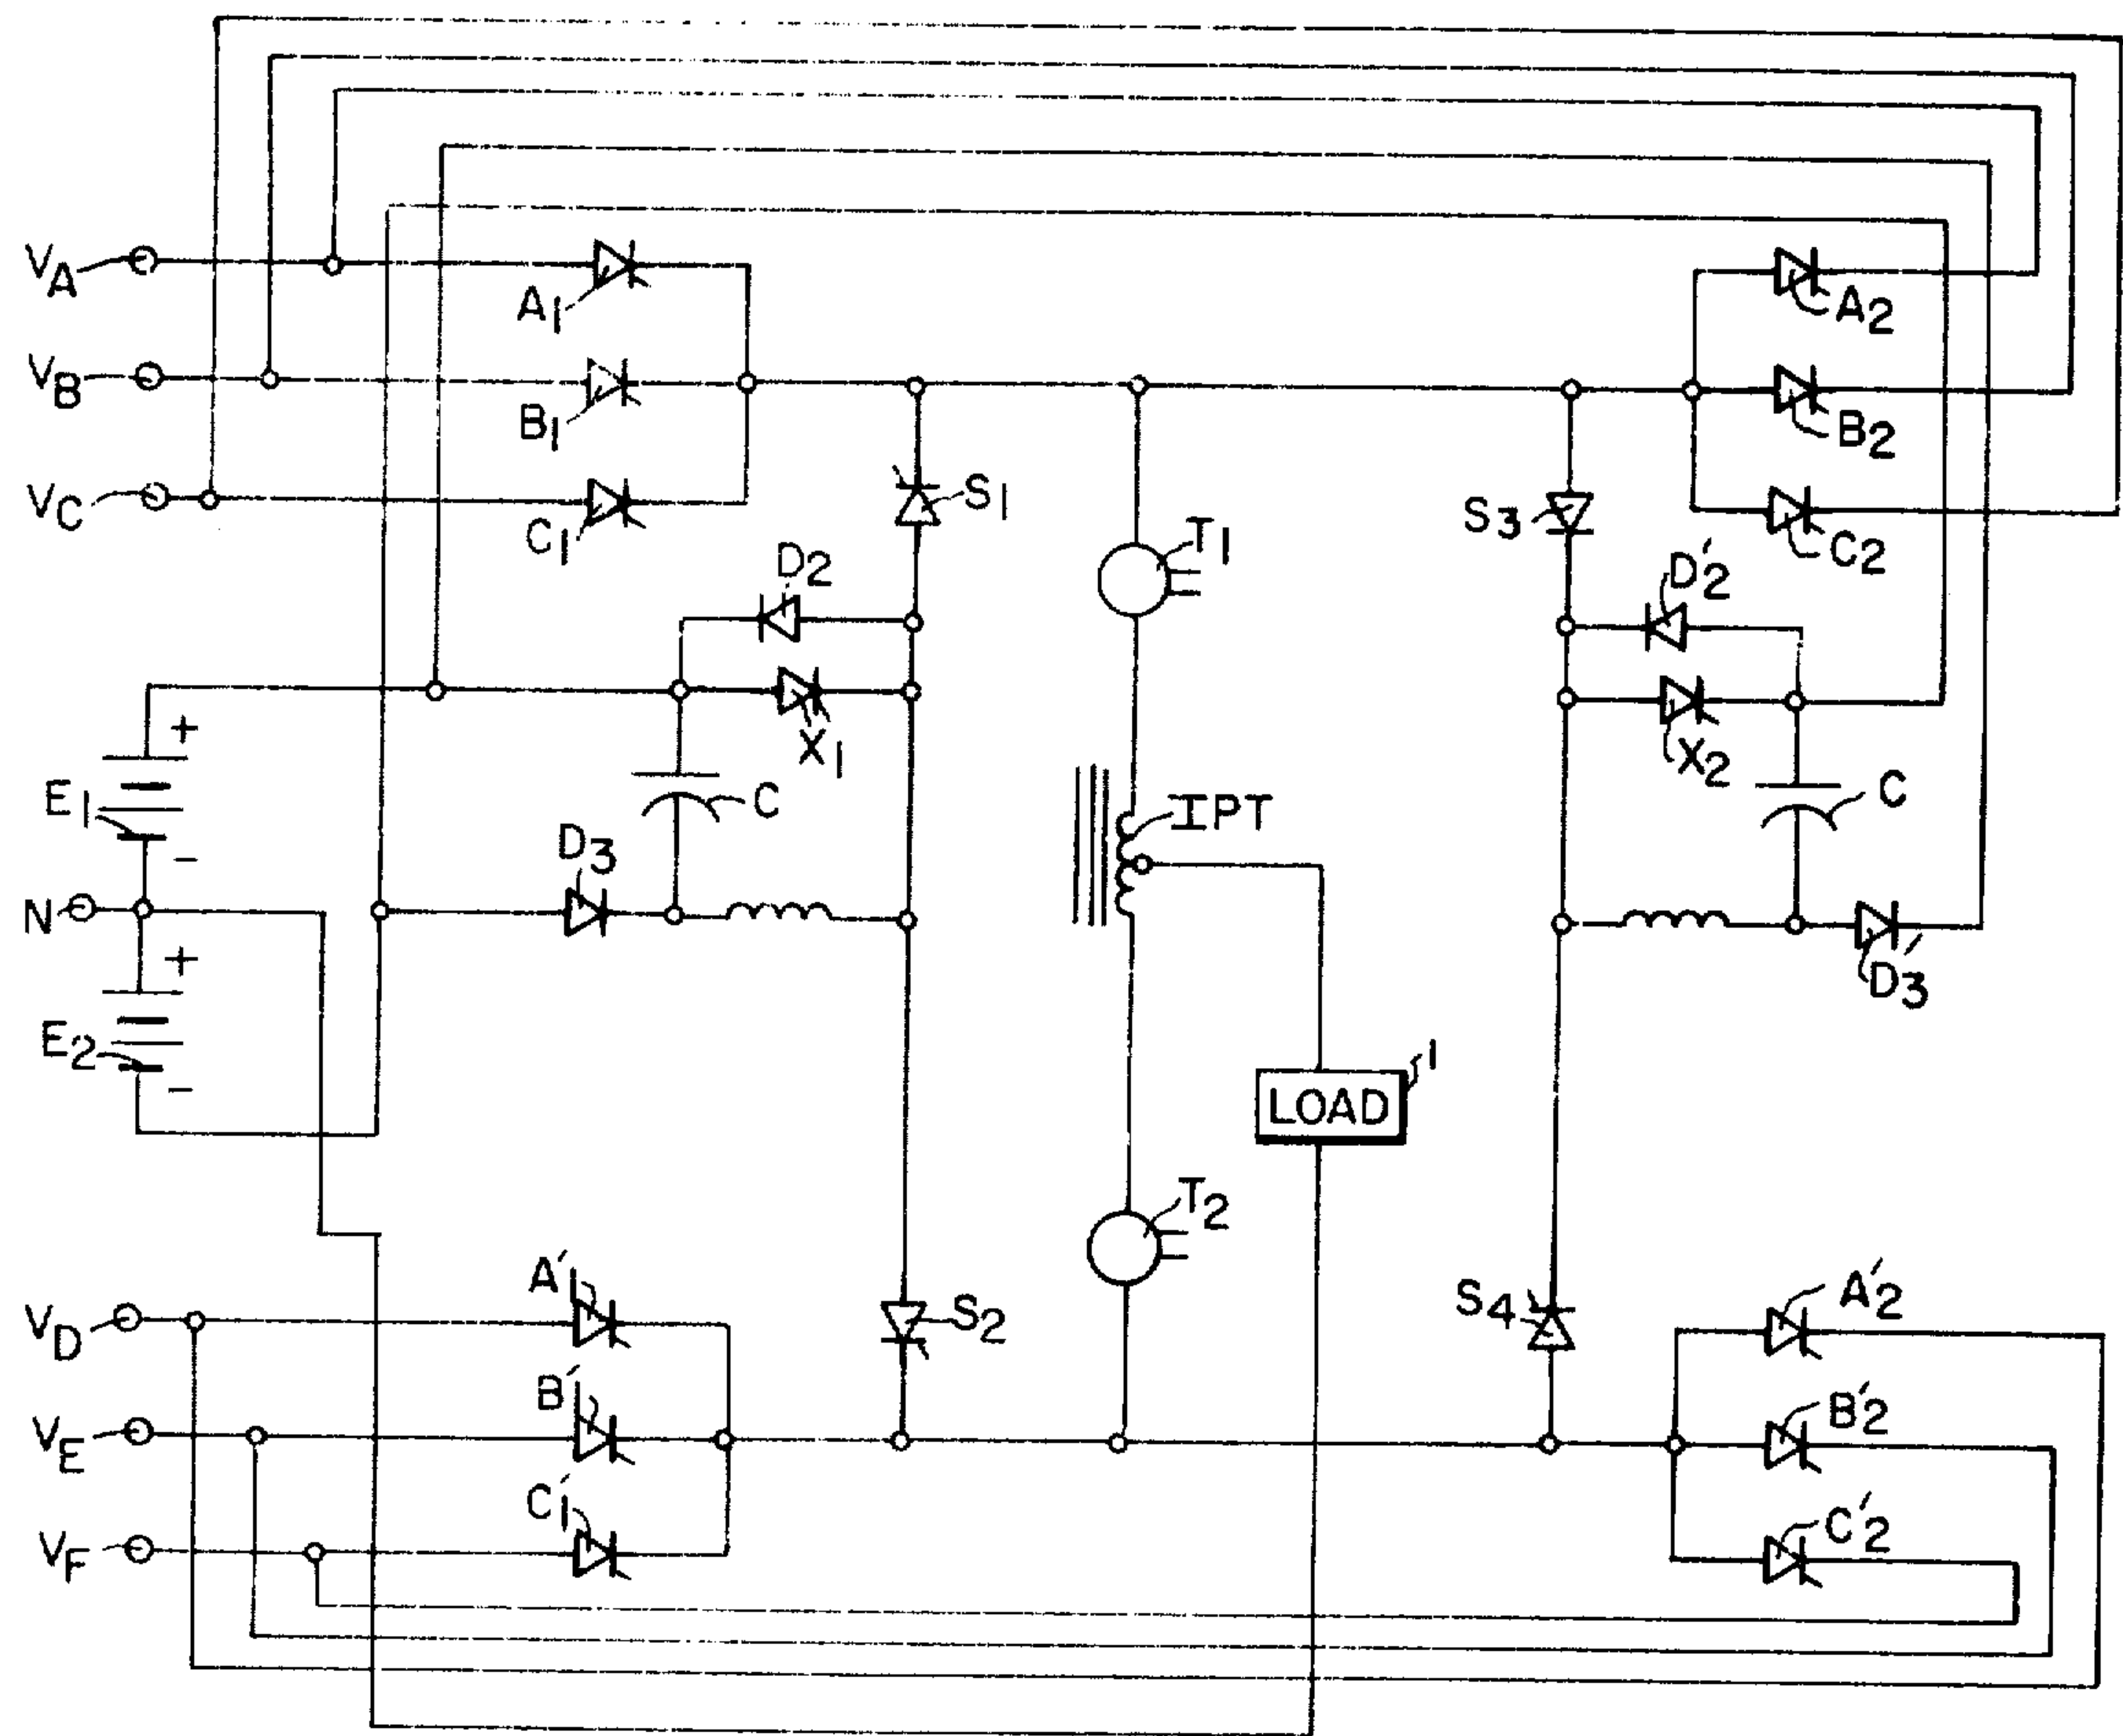 VA
A1
A2
VB
B1
B2
VC
C1
S1
T1
S3
C2
D2
D'2
X1
X2
+
E1
-
C
IPT
C
D3
D'3
N
+
E2
-
LOAD
1
T2
A'1
S2
S4
A'2
VD
B'1
B'2
VE
C'1
C'2
VF